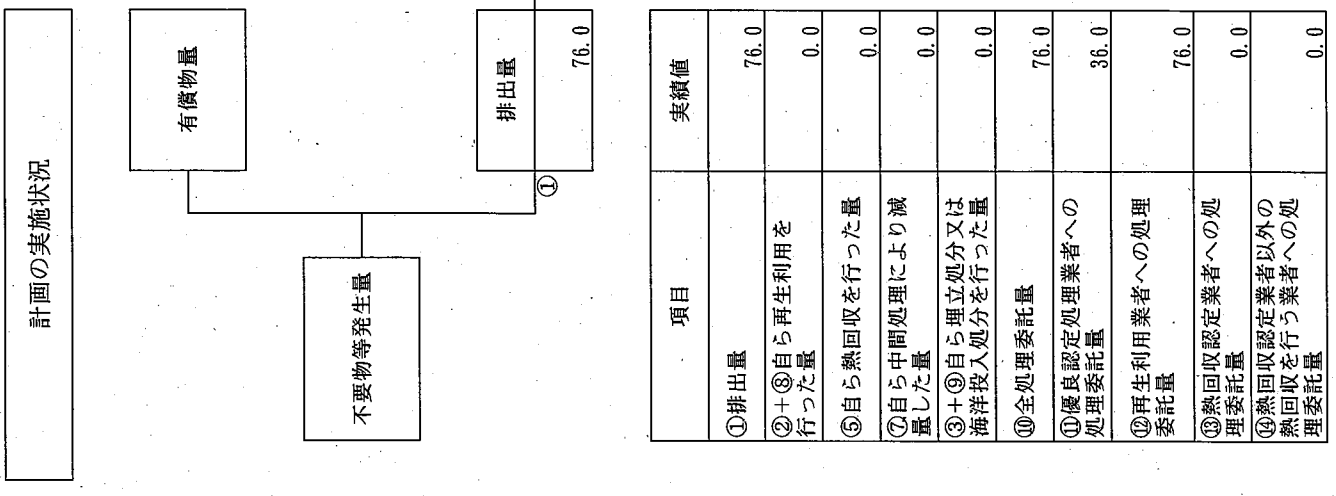 計画の実施状況
有償物量
不要物等発生量
①
排出量
76.0
項目
実績値
①排出量
76.0
②+⑧自ら再生利用を
行った量
0.0
⑤自ら熱回収を行った量
0.0
⑦自ら中間処理により減
量した量
0.0
③+⑨自ら埋立処分又は
海洋投入処分を行った量
0.0
⑩全処理委託量
76.0
⑪優良認定処理業者への
処理委託量
36.0
⑫再生利用業者への処理
委託量
76.0
⑬熱回収認定業者への処
理委託量
0.0
⑭熱回収認定業者以外の
熱回収を行う業者への処
理委託量
0.0